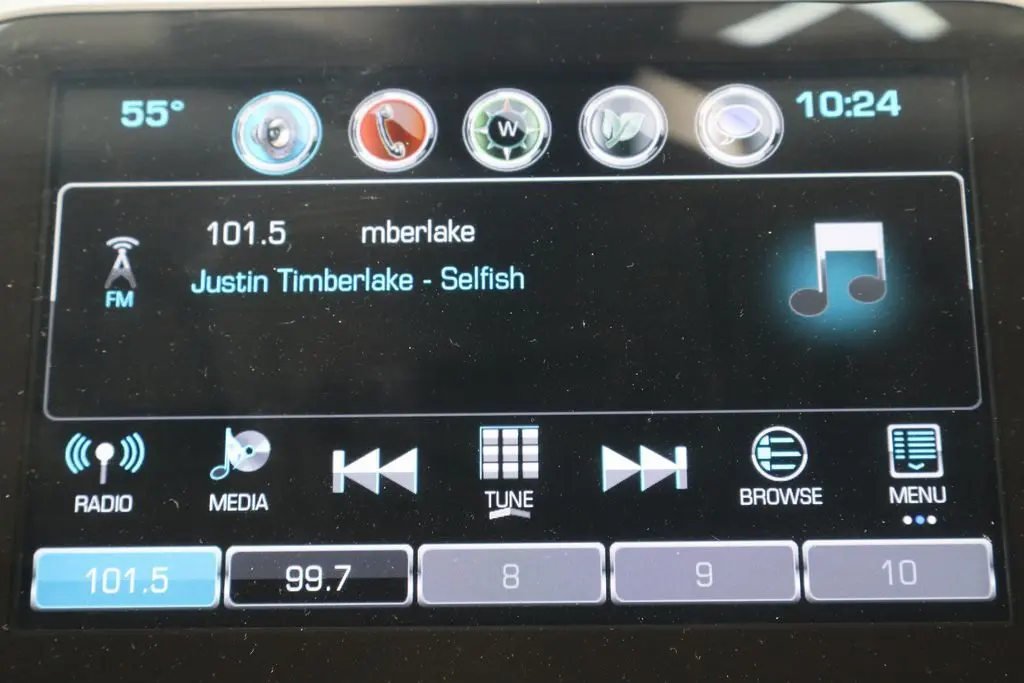 55° W 10:24
101.5 mberlake
FM Justin Timberlake - Selfish
RADIO MEDIA TUNE BROWSE MENU
101.5 99.7 8 9 10